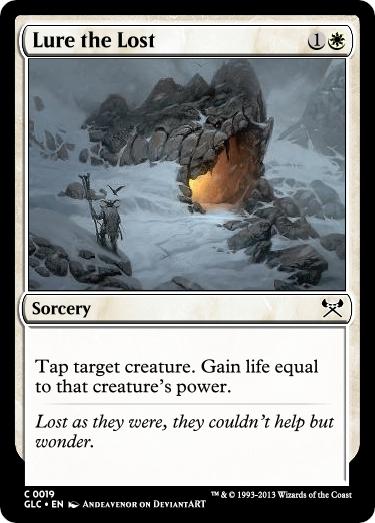 Lure the Lost 1
Sorcery
Tap target creature. Gain life equal
to that creature's power.
Lost as they were, they couldn't help but
wonder.
C 0019
GLC • EN Andeavenor on DeviantART
™ & © 1993-2013 Wizards of the Coast